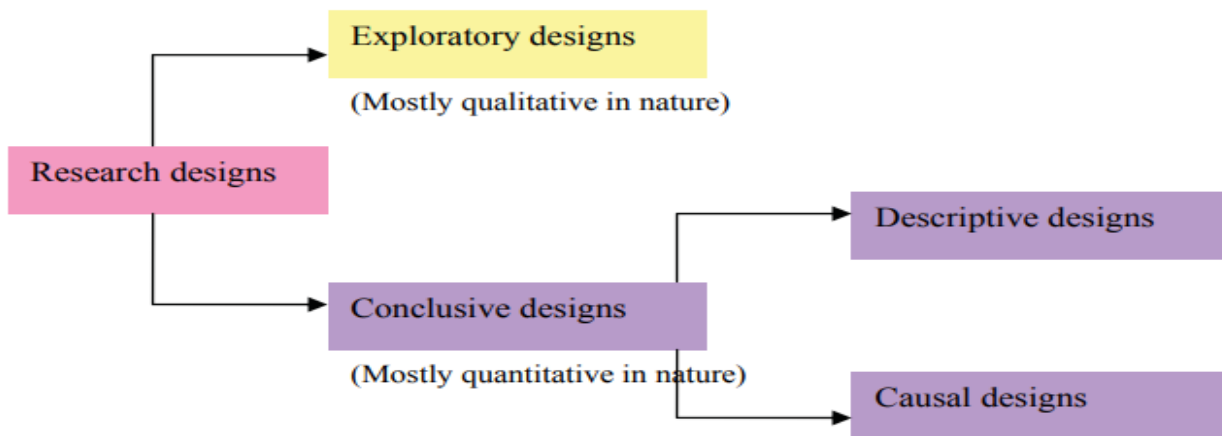 Exploratory designs
(Mostly qualitative in nature)
Research designs
Descriptive designs
Conclusive designs
(Mostly quantitative in nature)
Causal designs